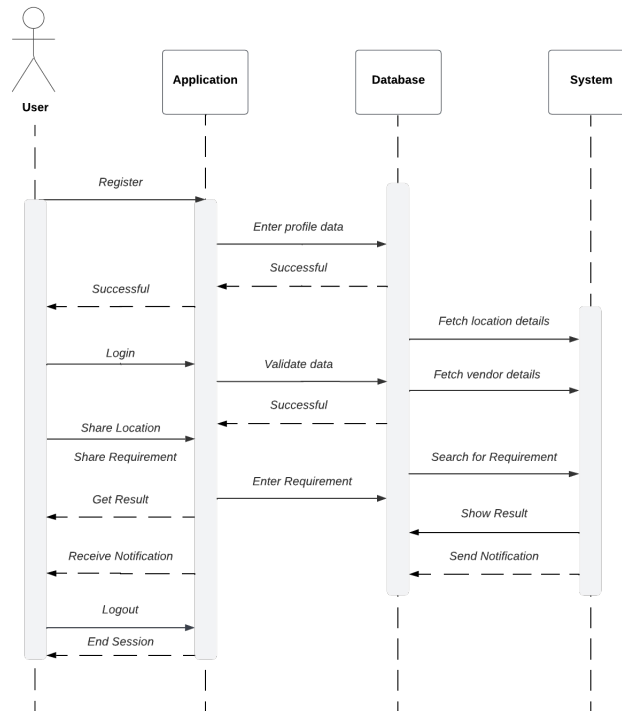 User
Application
Database
System
Register
Enter profile data
Successful
Successful
Fetch location details
Login
Validate data
Fetch vendor details
Successful
Share Location
Share Requirement
Search for Requirement
Enter Requirement
Get Result
Show Result
Receive Notification
Send Notification
Logout
End Session